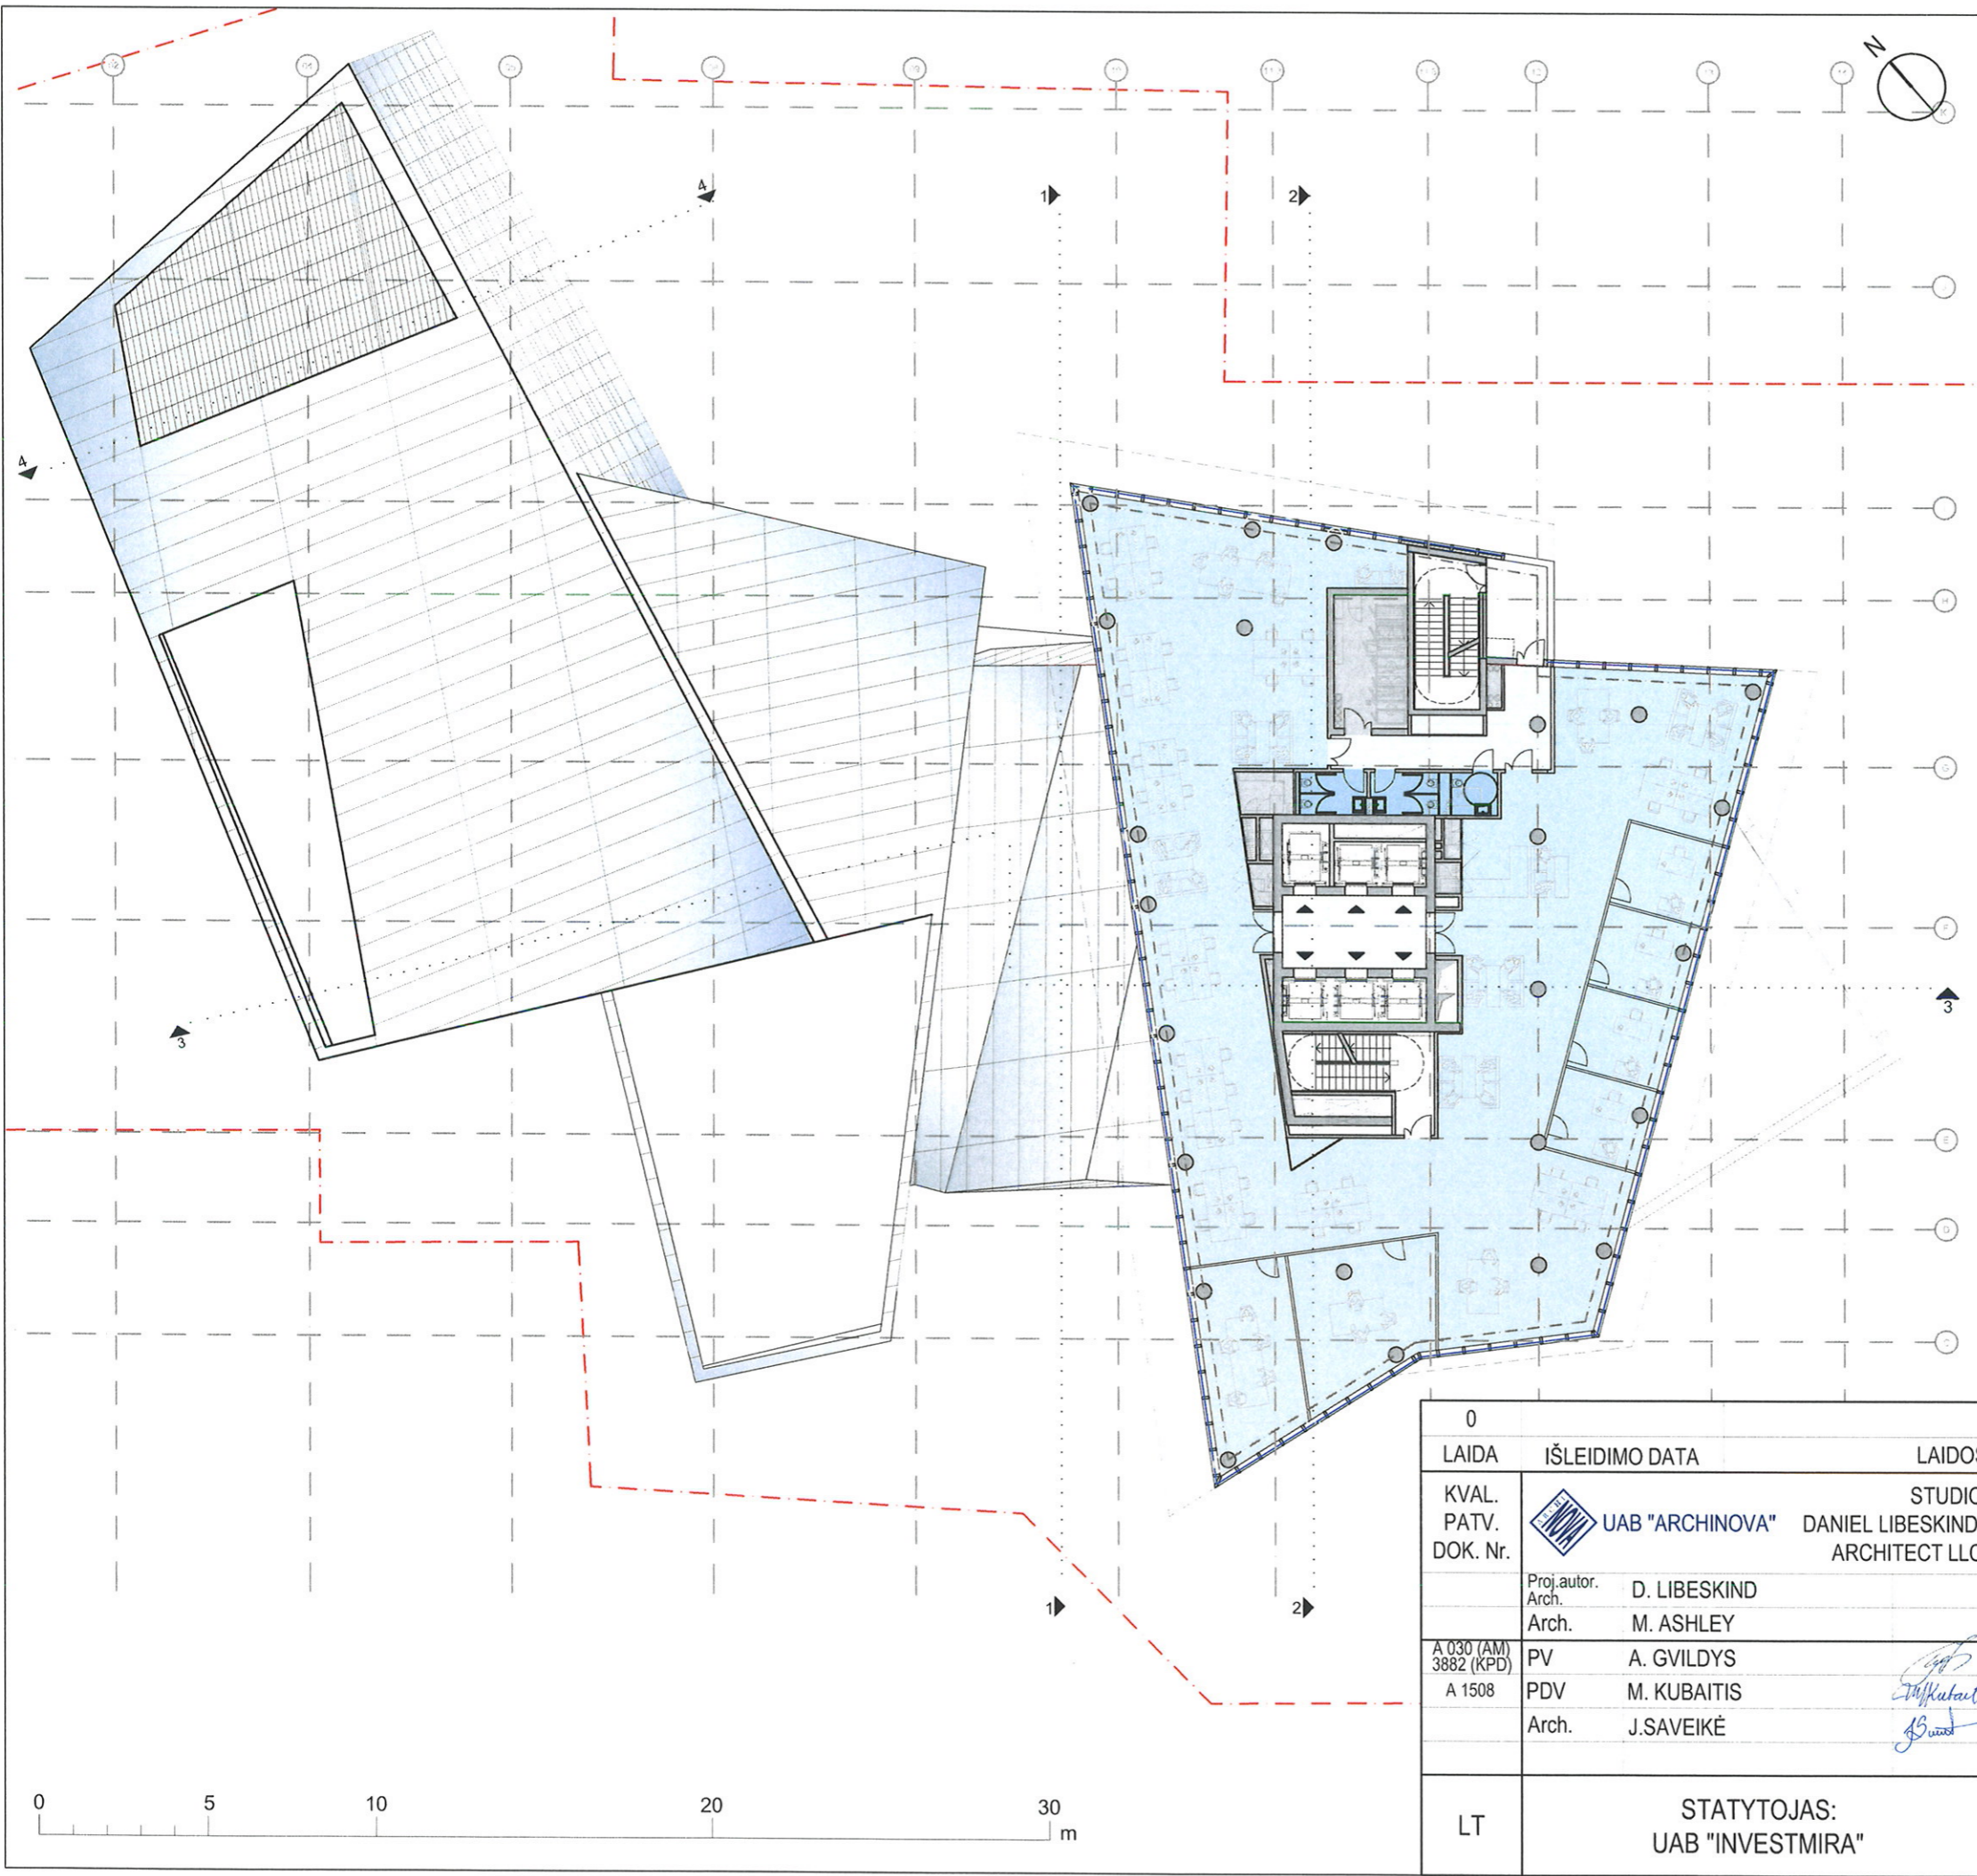 N
4
1
2
4
3
3
1
2
0
LAIDA IŠLEIDIMO DATA LAIDOS
KVAL.
PATV.
DOK. Nr.
ARCHI
NOVA
UAB "ARCHINOVA"
STUDIO
DANIEL LIBESKIND
ARCHITECT LLC
Proj.autor.
Arch. D. LIBESKIND
Arch. M. ASHLEY
A 030 (AM)
3882 (KPD) PV A. GVILDYS
A 1508 PDV M. KUBAITIS
Arch. J.SAVEIKĖ
LT
STATYTOJAS:
UAB "INVESTMIRA"
0 5 10 20 30
m